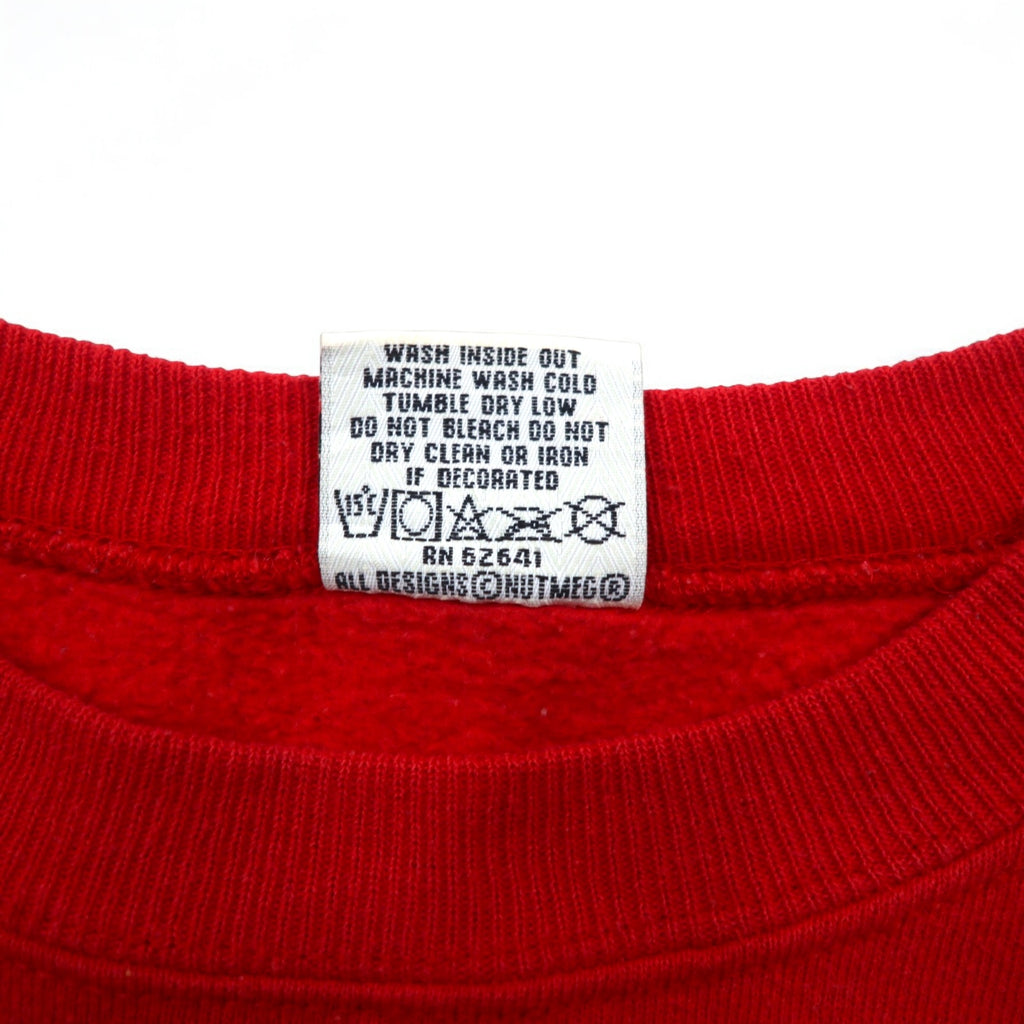 WASH INSIDE OUT
MACHINE WASH COLD
TUMBLE DRY LOW
DO NOT BLEACH DO NOT
DRY CLEAN OR IRON
IF DECORATED
15°C
RN 62641
ALL DESIGNS © NUTMEG ®